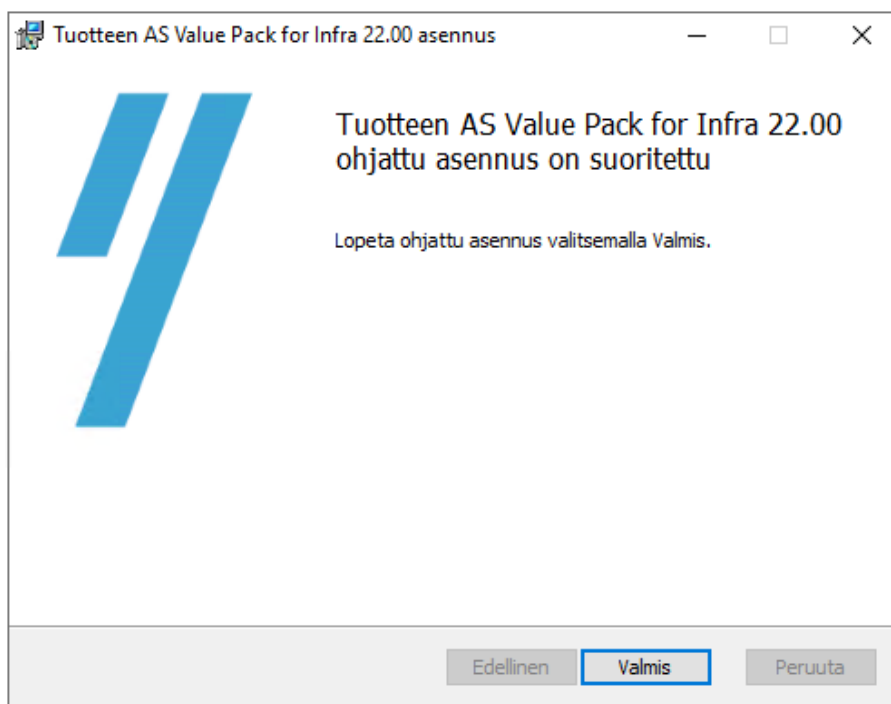 Tuotteen AS Value Pack for Infra 22.00 asennus
Tuotteen AS Value Pack for Infra 22.00
ohjattu asennus on suoritettu
Lopeta ohjattu asennus valitsemalla Valmis.
Edellinen
Valmis
Peruuta